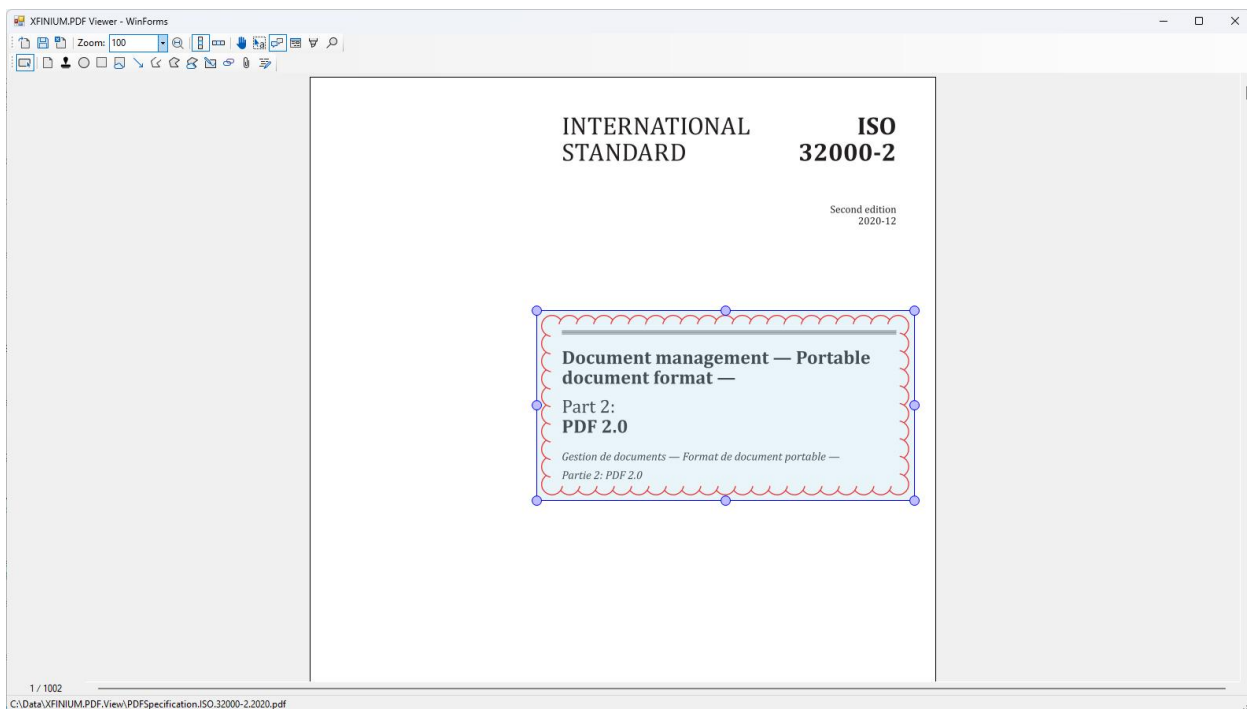 XFINIUM.PDF Viewer - WinForms
Zoom: 100
INTERNATIONAL STANDARD
ISO 32000-2
Second edition
2020-12
Document management — Portable
document format —
Part 2:
PDF 2.0
Gestion de documents — Format de document portable —
Partie 2: PDF 2.0
1 / 1002
C:\Data\XFINIUM.PDF.View\PDFSpecification.ISO.32000-2.2020.pdf